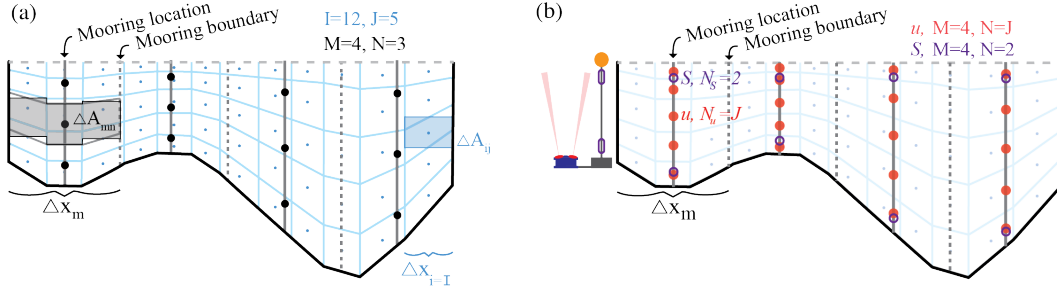 (a)
Mooring location
Mooring boundary
I=12, J=5
M=4, N=3
△A_mn
△A_ij
△x_m
△x_i=I
(b)
Mooring location
Mooring boundary
u, M=4, N=J
S, M=4, N=2
S, N_S=2
u, N_u=J
△x_m